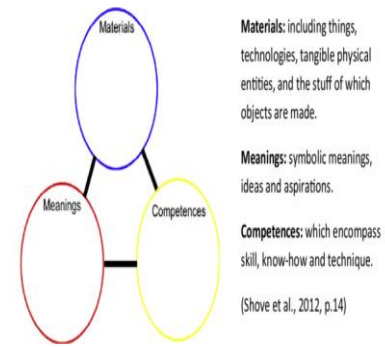 Materials
Meanings
Competences
Materials: including things,
technologies, tangible physical
entities, and the stuff of which
objects are made.
Meanings: symbolic meanings,
ideas and aspirations.
Competences: which encompass
skill, know-how and technique.
(Shove et al., 2012, p.14)